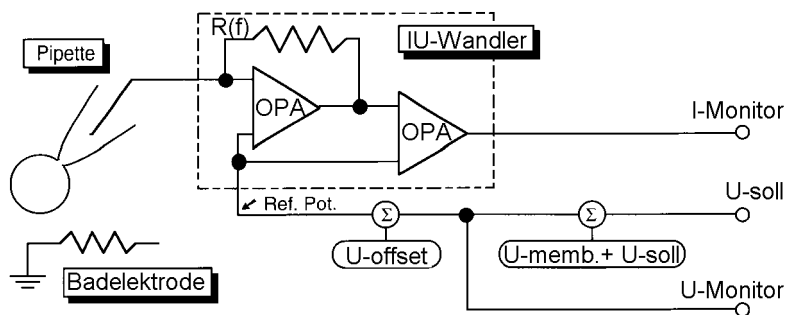 R(f)
IU-Wandler
Pipette
OPA
OPA
I-Monitor
Ref. Pot.
U-soll
Σ
Σ
U-offset
U-memb.+ U-soll
Badelektrode
U-Monitor